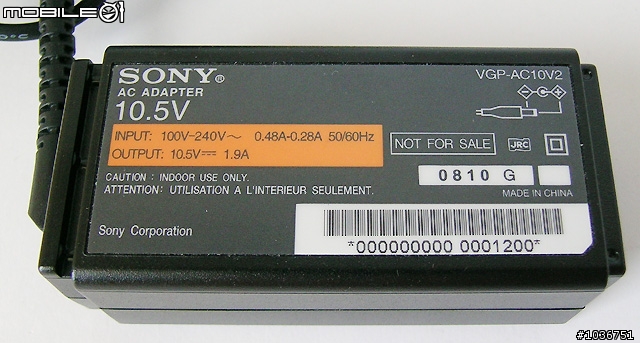 MOBILE01
SONY®
AC ADAPTER
10.5V
VGP-AC10V2
INPUT: 100V-240V～ 0.48A-0.28A 50/60Hz
OUTPUT: 10.5V⎓ 1.9A
NOT FOR SALE
JRC
0810 G
CAUTION : INDOOR USE ONLY.
ATTENTION: UTILISATION A L'INTERIEUR SEULEMENT.
MADE IN CHINA
Sony Corporation
*000000000 0001200*
#1036751